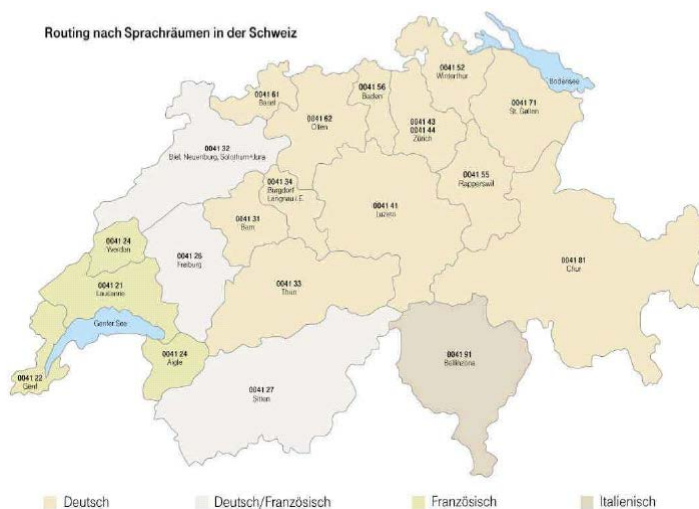 Routing nach Sprachräumen in der Schweiz
0041 52
Winterthur
Bodensee
0041 61
Basel
0041 56
Baden
0041 62
Olten
0041 43
0041 44
Zürich
0041 71
St. Gallen
0041 32
Biel, Neuenburg, Solothurn+Jura
0041 55
Rapperswil
0041 34
Burgdorf
Langnau i.E.
0041 41
Luzern
0041 31
Bern
0041 24
Yverdon
0041 26
Freiburg
0041 81
Chur
0041 21
Lausanne
0041 33
Thun
Genfer See
0041 24
Aigle
0041 91
Bellinzona
0041 22
Genf
0041 27
Sitten
Deutsch
Deutsch/Französisch
Französisch
Italienisch